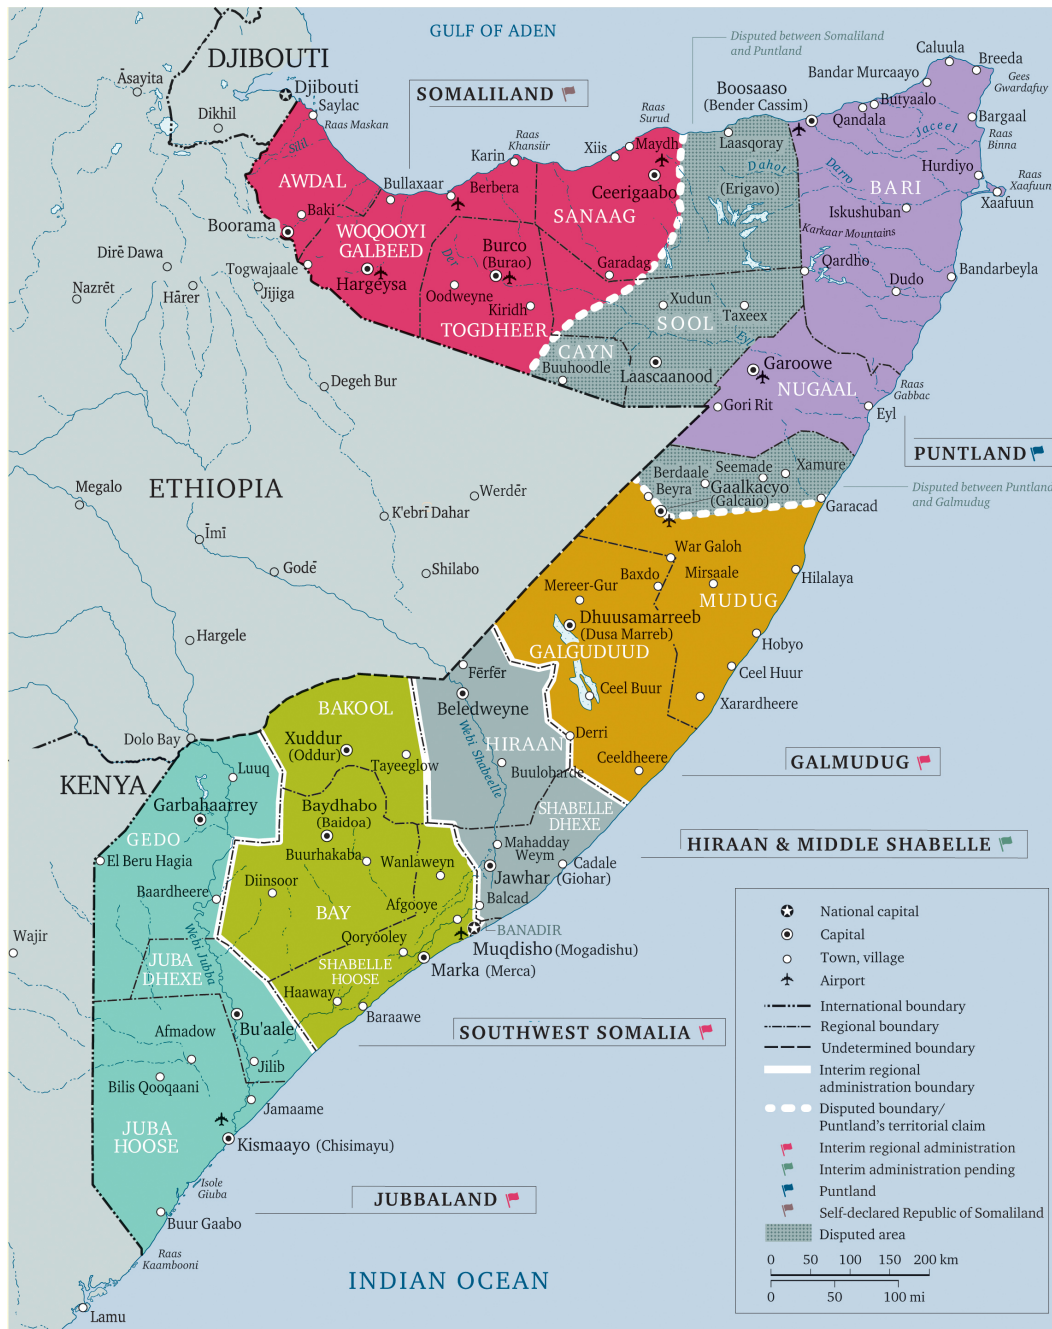 GULF OF ADEN
Disputed between Somaliland
and Puntland
DJIBOUTI
Āsayita
Djibouti
Saylac
Raas Maskan
Dikhil
SOMALILAND
Caluula
Breeda
Gees
Gwardafuy
Bandar Murcaayo
Boosaaso
(Bender Cassim)
Butyaalo
Qandala
Bargaal
Raas
Binna
Jaceel
Raas
Surud
Maydh
Xiis
Raas
Khansiir
Karin
Laasqoray
Dahot
(Erigavo)
Darro
Hurdiyo
Raas
Xaafuun
Xaafuun
BARI
Iskushuban
Karkaar Mountains
Silil
AWDAL
Bullaxaar
Berbera
Ceerigaabo
SANAAG
Baki
Boorama
WOQOOYI
GALBEED
Burco
(Burao)
Der
Togwajaale
Hargeysa
Garadag
Qardho
Dudo
Bandarbeyla
Oodweyne
Kiridh
TOGDHEER
Xudun
Taxeex
SOOL
Eyl
CAYN
Buuhoodle
Laascaanood
Garoowe
NUGAAL
Raas
Gabbac
Gori Rit
Eyl
Dirē Dawa
Nazrēt
Hārer
Jijiga
Degeh Bur
PUNTLAND
Disputed between Puntland
and Galmudug
Berdaale
Seemade
Xamure
Beyra
Gaalkacyo
(Galcaio)
Garacad
Megalo
ETHIOPIA
Werdēr
K'ebrī Dahar
Īmī
Godē
Shilabo
War Galoh
Baxdo
Mirsaale
Hilalaya
Mereer-Gur
MUDUG
Dhuusamarreeb
(Dusa Marreb)
Hobyo
GALGUDUUD
Ceel Huur
Ceel Buur
Xarardheere
Hargele
Fērfēr
Beledweyne
Webi Shabeelle
HIRAAN
Derri
Ceeldheere
Buulobarde
GALMUDUG
BAKOOL
Xuddur
(Oddur)
Tayeeglow
Dolo Bay
KENYA
Luuq
Garbahaarrey
GEDO
Baydhabo
(Baidoa)
SHABELLE
DHEXE
El Beru Hagia
Buurhakaba
Wanlaweyn
Mahadday
Weym
Jawhar
(Giohar)
Cadale
HIRAAN & MIDDLE SHABELLE
Baardheere
Diinsoor
BAY
Afgooye
Balcad
BANADIR
Muqdisho (Mogadishu)
Qoryōoley
Marka (Merca)
Wajir
Webi Jubba
JUBA
DHEXE
SHABELLE
HOOSE
Haaway
Baraawe
SOUTHWEST SOMALIA
Bu'aale
Afmadow
Jilib
Bilis Qooqaani
Jamaame
JUBA
HOOSE
Kismaayo (Chisimayu)
Isole
Giuba
JUBBALAND
Buur Gaabo
Raas
Kaambooni
INDIAN OCEAN
Lamu
National capital
Capital
Town, village
Airport
International boundary
Regional boundary
Undetermined boundary
Interim regional
administration boundary
Disputed boundary/
Puntland's territorial claim
Interim regional administration
Interim administration pending
Puntland
Self-declared Republic of Somaliland
Disputed area
0 50 100 150 200 km
0 50 100 mi